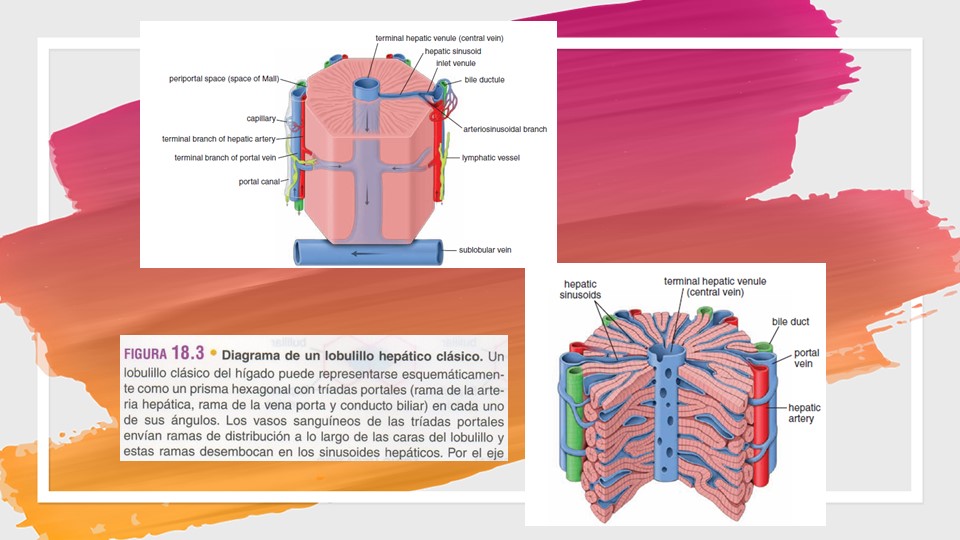 terminal hepatic venule (central vein)
hepatic sinusoid
inlet venule
periportal space (space of Mall)
bile ductule
capillary
arteriosinusoidal branch
terminal branch of hepatic artery
terminal branch of portal vein
lymphatic vessel
portal canal
sublobular vein
hepatic
sinusoids
terminal hepatic venule
(central vein)
bile duct
portal
vein
hepatic
artery
FIGURA 18.3 • Diagrama de un lobulillo hepático clásico. Un
lobulillo clásico del hígado puede representarse esquemáticamen-
te como un prisma hexagonal con tríadas portales (rama de la arte-
ria hepática, rama de la vena porta y conducto biliar) en cada uno
de sus ángulos. Los vasos sanguíneos de las tríadas portales
envían ramas de distribución a lo largo de las caras del lobulillo y
estas ramas desembocan en los sinusoides hepáticos. Por el eje